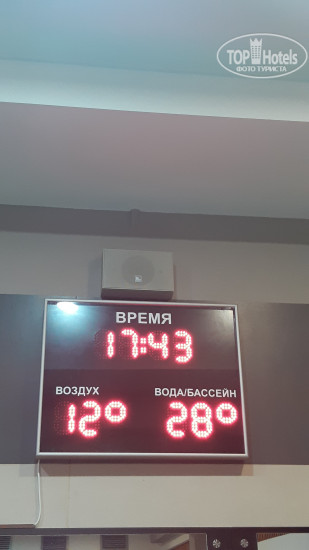 TOP Hotels
ФОТО ТУРИСТА
ВРЕМЯ
17:43
ВОЗДУХ ВОДА/БАССЕЙН
12° 28°